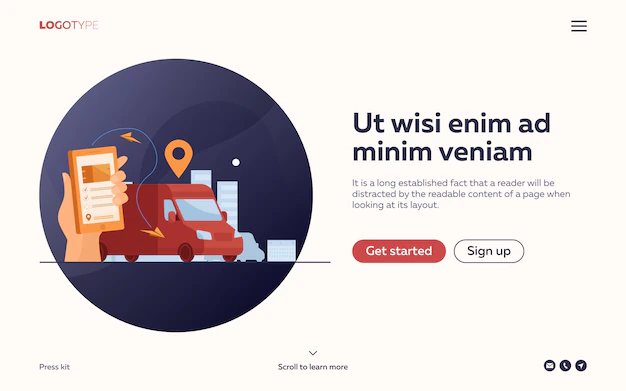 LOGOTYPE
Ut wisi enim ad
minim veniam
It is a long established fact that a reader will be
distracted by the readable content of a page when
looking at its layout.
Get started
Sign up
Press kit
Scroll to learn more